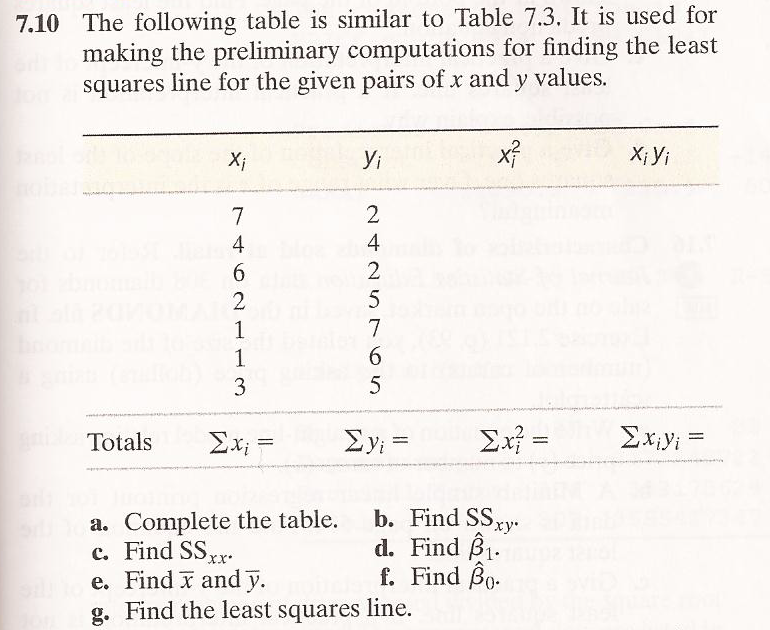 7.10 The following table is similar to Table 7.3. It is used for
making the preliminary computations for finding the least
squares line for the given pairs of x and y values.
xᵢ yᵢ xᵢ² xᵢyᵢ
7 2
4 4
6 2
2 5
1 7
1 6
3 5
Totals Σxᵢ = Σyᵢ = Σxᵢ² = Σxᵢyᵢ =
a. Complete the table. b. Find SSxy.
c. Find SSxx. d. Find β̂₁.
e. Find x̄ and ȳ. f. Find β̂₀.
g. Find the least squares line.